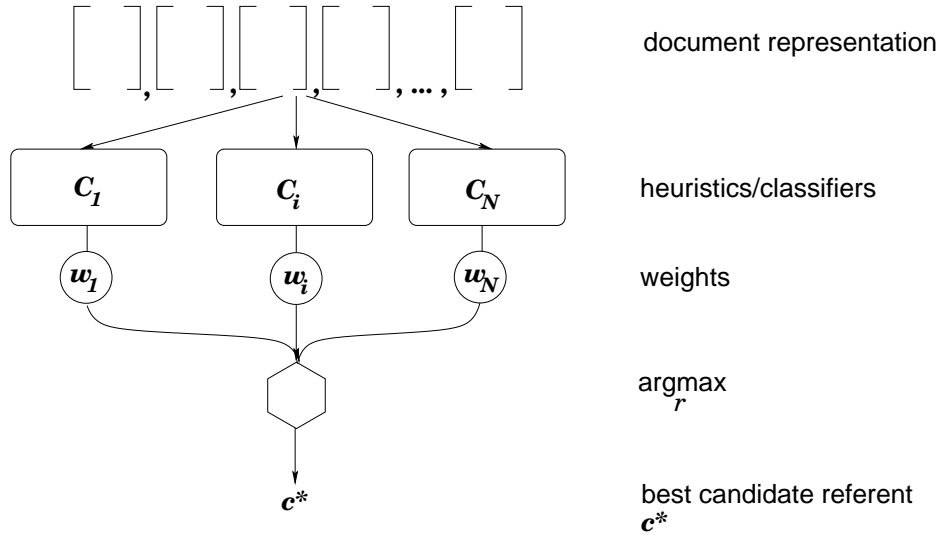 , , , , ... ,
document representation
C1 Ci CN
heuristics/classifiers
w1 wi wN
weights
argmax
r
c*
best candidate referent
c*